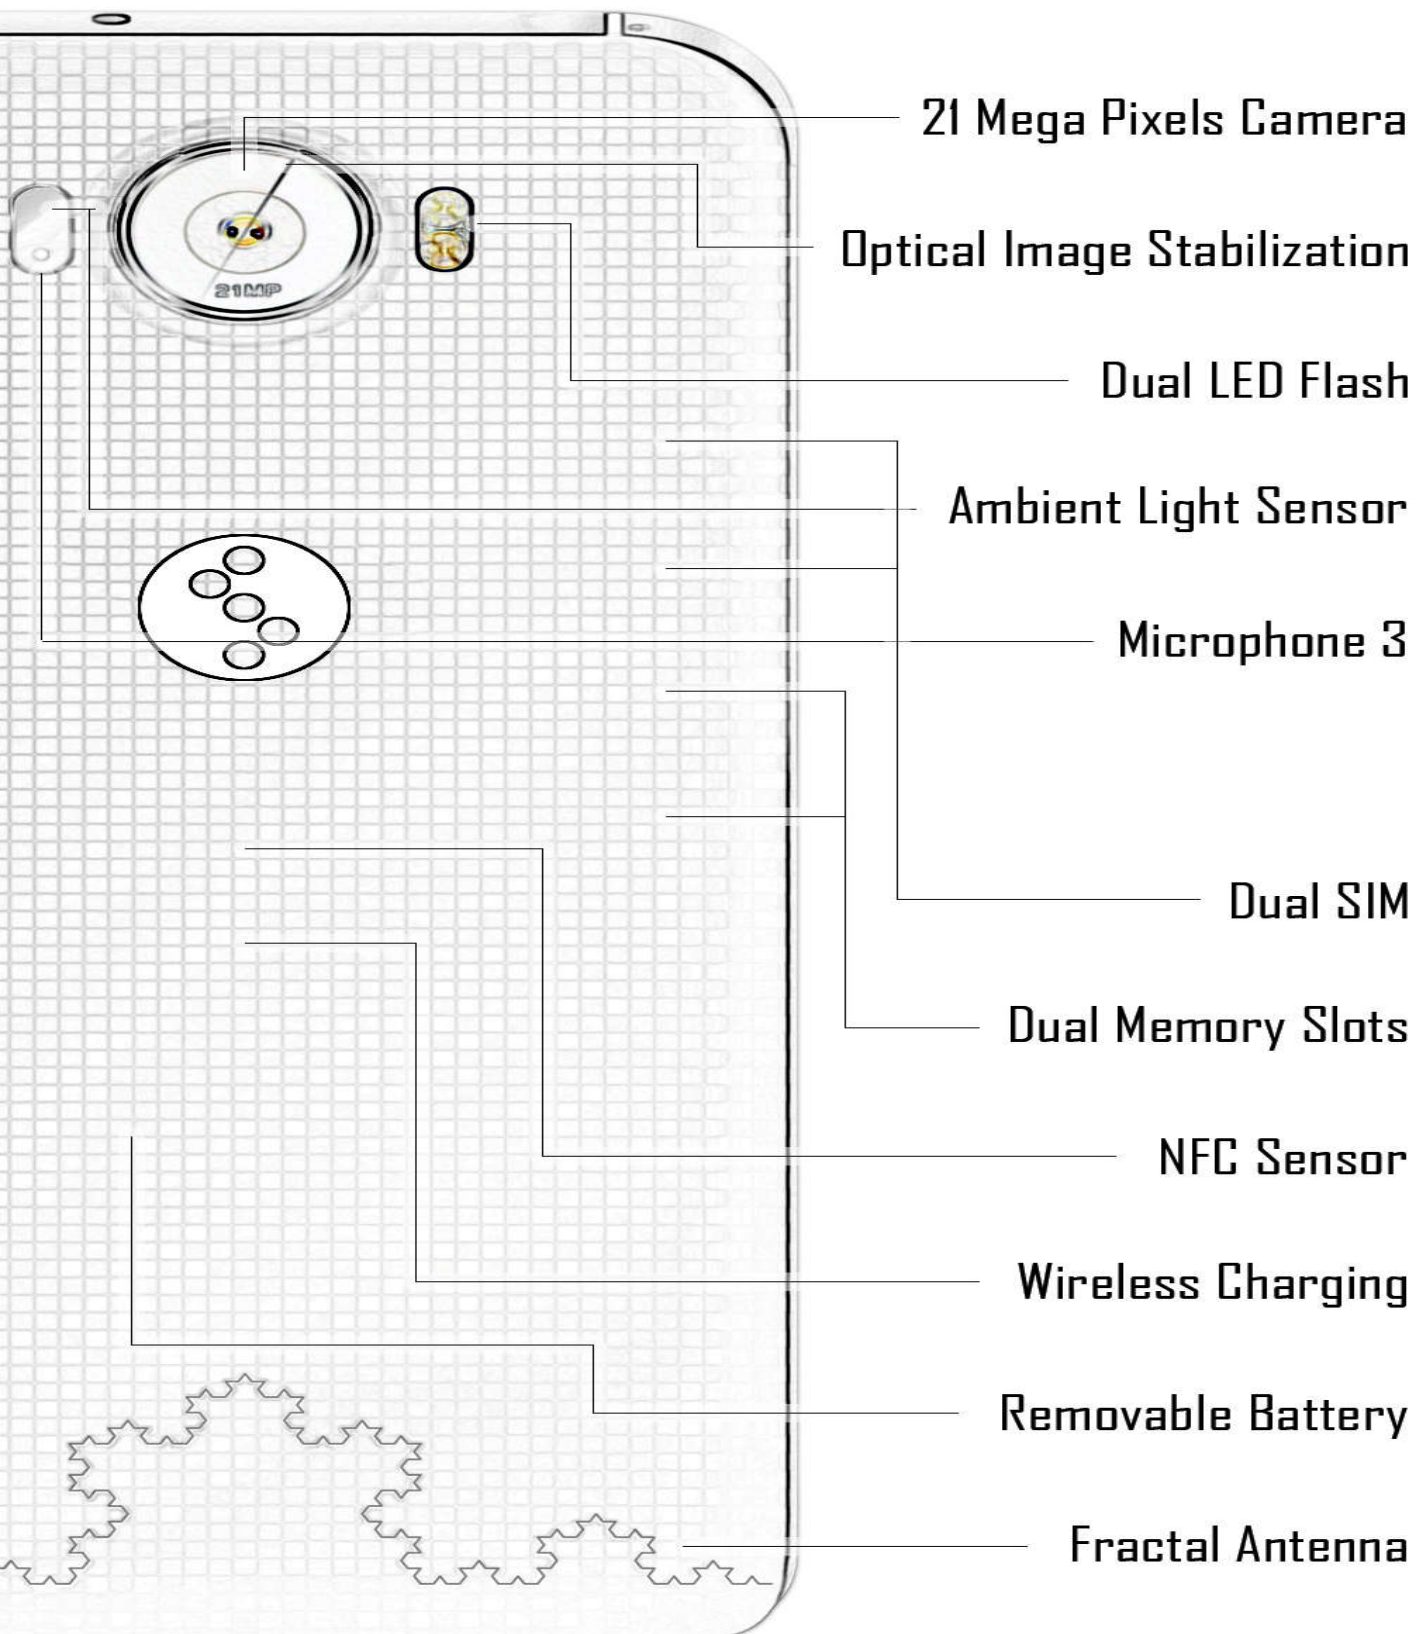 21 Mega Pixels Camera
Optical Image Stabilization
21MP
Dual LED Flash
Ambient Light Sensor
Microphone 3
Dual SIM
Dual Memory Slots
NFC Sensor
Wireless Charging
Removable Battery
Fractal Antenna